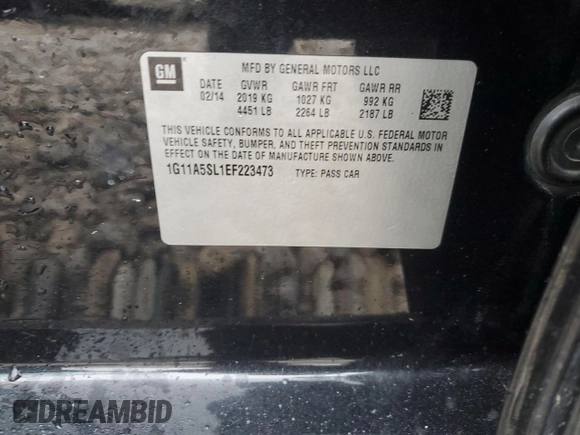 GM
MFD BY GENERAL MOTORS LLC
DATE GVWR GAWR FRT GAWR RR
02/14 2019 KG 1027 KG 992 KG
4451 LB 2264 LB 2187 LB
THIS VEHICLE CONFORMS TO ALL APPLICABLE U.S. FEDERAL MOTOR
VEHICLE SAFETY, BUMPER, AND THEFT PREVENTION STANDARDS IN
EFFECT ON THE DATE OF MANUFACTURE SHOWN ABOVE.
1G11A5SL1EF223473 TYPE: PASS CAR
DREAMBID